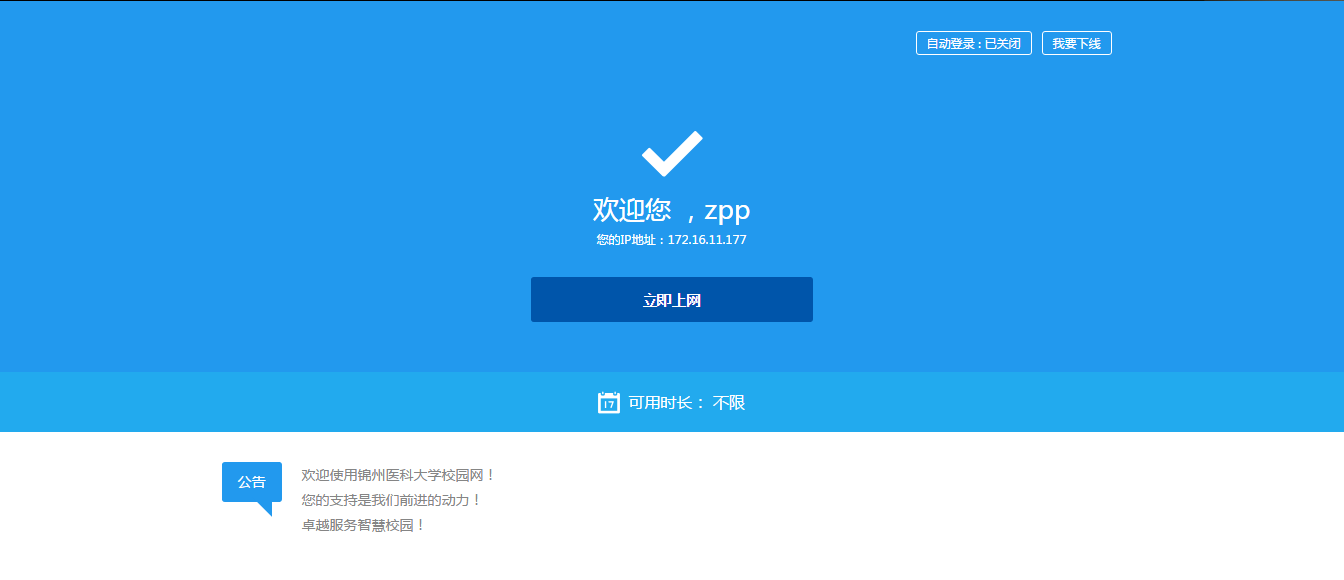 自动登录 : 已关闭
我要下线
欢迎您 ，zpp
您的IP地址：172.16.11.177
立即上网
17
可用时长： 不限
公告
欢迎使用锦州医科大学校园网！
您的支持是我们前进的动力！
卓越服务智慧校园！